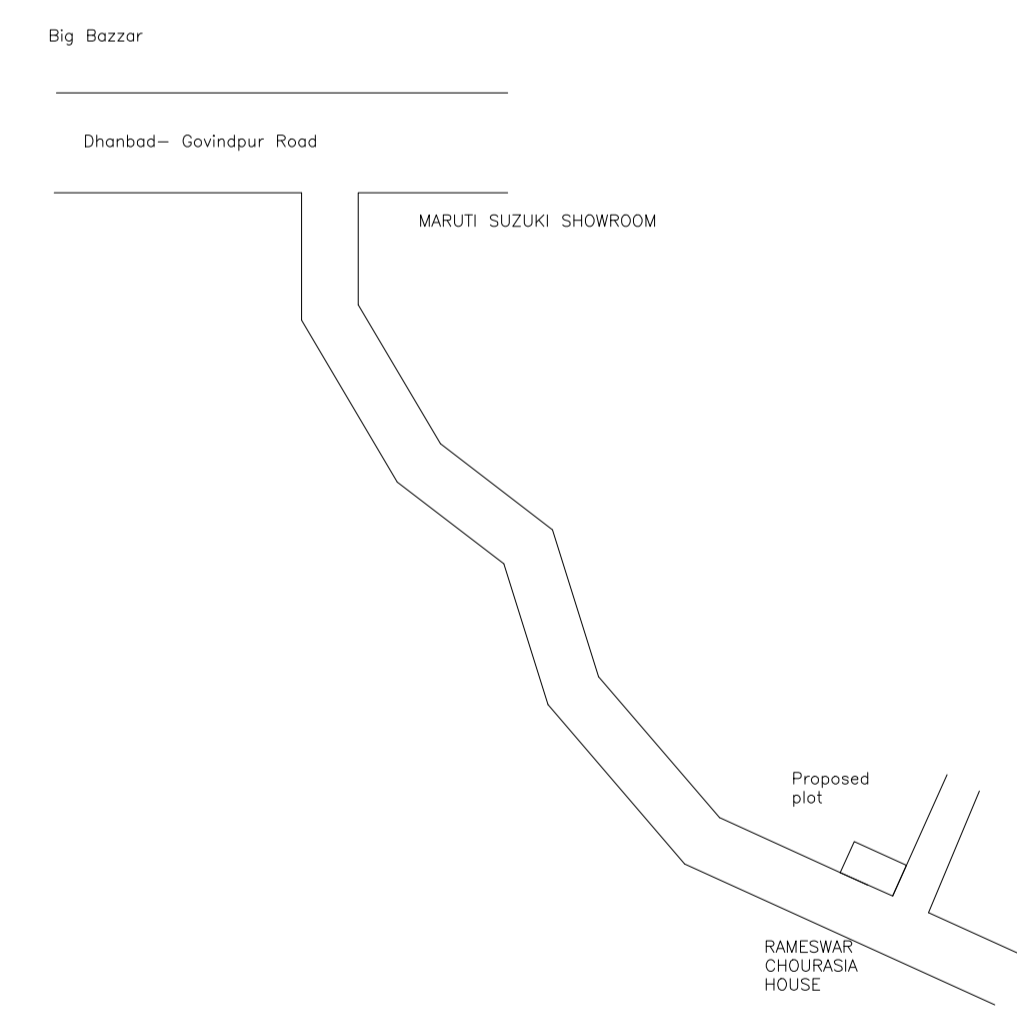 Big Bazzar
Dhanbad- Govindpur Road
MARUTI SUZUKI SHOWROOM
Proposed
plot
RAMESWAR
CHOURASIA
HOUSE